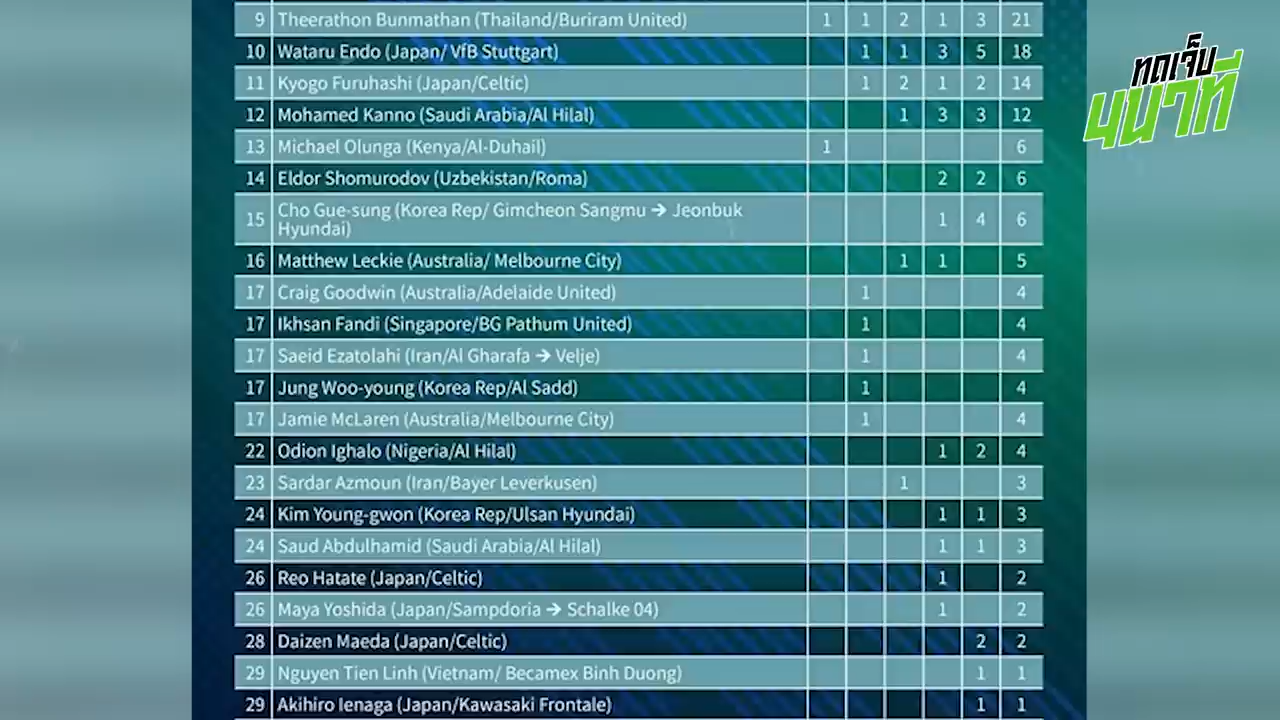 9 Theerathon Bunmathan (Thailand/Buriram United) 1 1 2 1 3 21
10 Wataru Endo (Japan/ VfB Stuttgart) 1 1 3 5 18
11 Kyogo Furuhashi (Japan/Celtic) 1 2 1 2 14
12 Mohamed Kanno (Saudi Arabia/Al Hilal) 1 3 3 12
13 Michael Olunga (Kenya/Al-Duhail) 1 6
14 Eldor Shomurodov (Uzbekistan/Roma) 2 2 6
15 Cho Gue-sung (Korea Rep/ Gimcheon Sangmu → Jeonbuk
Hyundai) 1 4 6
16 Matthew Leckie (Australia/ Melbourne City) 1 1 5
17 Craig Goodwin (Australia/Adelaide United) 1 4
17 Ikhsan Fandi (Singapore/BG Pathum United) 1 4
17 Saeid Ezatolahi (Iran/Al Gharafa → Velje) 1 4
17 Jung Woo-young (Korea Rep/Al Sadd) 1 4
17 Jamie McLaren (Australia/Melbourne City) 1 4
22 Odion Ighalo (Nigeria/Al Hilal) 1 2 4
23 Sardar Azmoun (Iran/Bayer Leverkusen) 1 3
24 Kim Young-gwon (Korea Rep/Ulsan Hyundai) 1 1 3
24 Saud Abdulhamid (Saudi Arabia/Al Hilal) 1 1 3
26 Reo Hatate (Japan/Celtic) 1 2
26 Maya Yoshida (Japan/Sampdoria → Schalke 04) 1 2
28 Daizen Maeda (Japan/Celtic) 2 2
29 Nguyen Tien Linh (Vietnam/ Becamex Binh Duong) 1 1
29 Akihiro Ienaga (Japan/Kawasaki Frontale) 1 1
ทดเจ็บ
4นาที